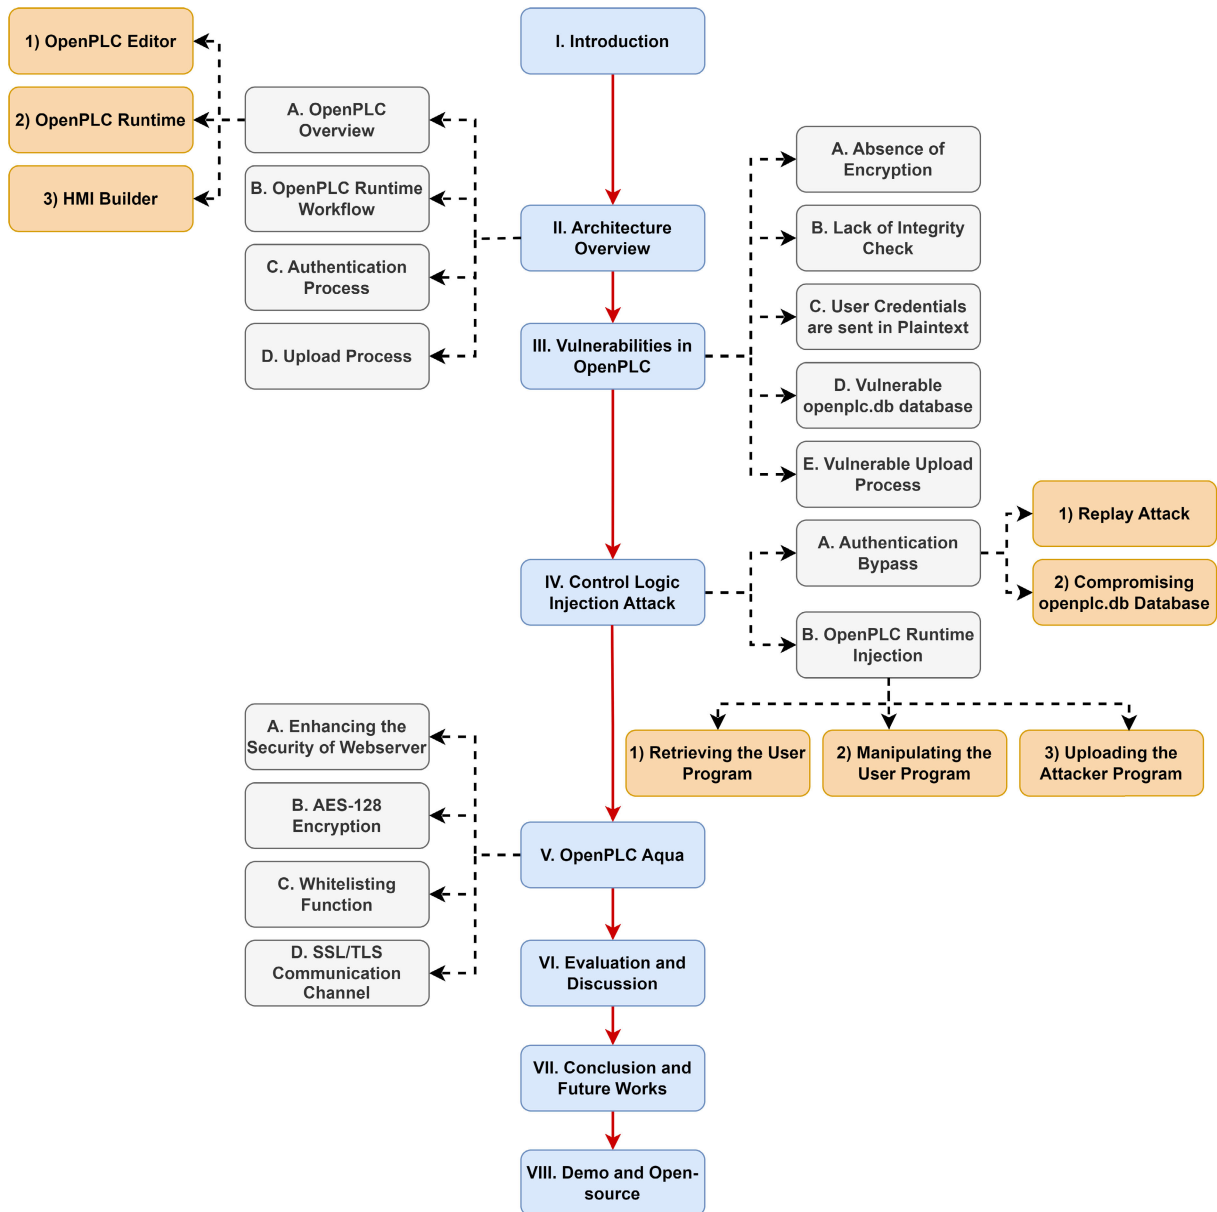 I. Introduction
1) OpenPLC Editor
2) OpenPLC Runtime
3) HMI Builder
A. OpenPLC
Overview
B. OpenPLC Runtime
Workflow
C. Authentication
Process
D. Upload Process
II. Architecture
Overview
III. Vulnerabilities in
OpenPLC
A. Absence of
Encryption
B. Lack of Integrity
Check
C. User Credentials
are sent in Plaintext
D. Vulnerable
openplc.db database
E. Vulnerable Upload
Process
IV. Control Logic
Injection Attack
A. Authentication
Bypass
1) Replay Attack
2) Compromising
openplc.db Database
B. OpenPLC Runtime
Injection
1) Retrieving the User
Program
2) Manipulating the
User Program
3) Uploading the
Attacker Program
V. OpenPLC Aqua
A. Enhancing the
Security of Webserver
B. AES-128
Encryption
C. Whitelisting
Function
D. SSL/TLS
Communication
Channel
VI. Evaluation and
Discussion
VII. Conclusion and
Future Works
VIII. Demo and Open-
source